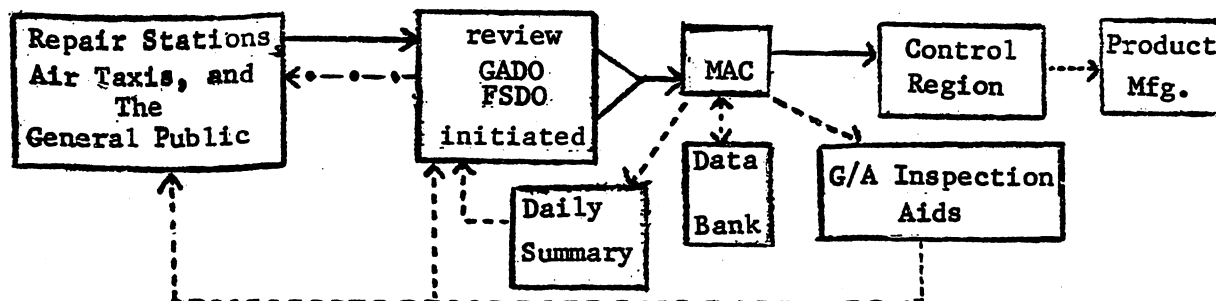 Repair Stations
Air Taxis, and
The
General Public
review
GADO
FSDO
initiated
MAC
Control
Region
Product
Mfg.
Daily
Summary
Data
Bank
G/A Inspection
Aids